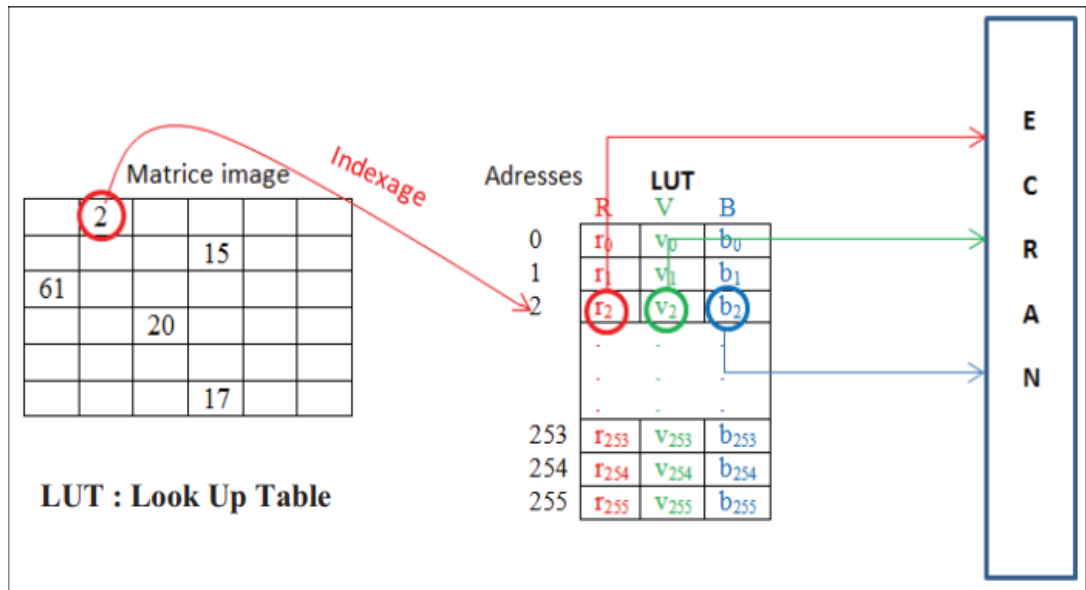 Indexage
Matrice image
2
15
61
20
17
LUT : Look Up Table
Adresses LUT
R V B
0 r₀ v₀ b₀
1 r₁ v₁ b₁
2 r₂ v₂ b₂
. - .
. - .
. - .
253 r₂₅₃ v₂₅₃ b₂₅₃
254 r₂₅₄ v₂₅₄ b₂₅₄
255 r₂₅₅ v₂₅₅ b₂₅₅
E
C
R
A
N